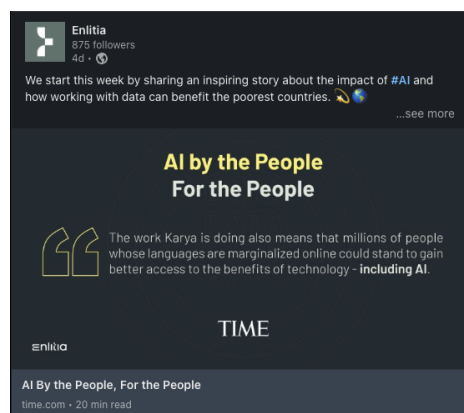 Enlitia
875 followers
4d •
We start this week by sharing an inspiring story about the impact of #AI and
how working with data can benefit the poorest countries. 💫🌎
...see more
AI by the People
For the People
The work Karya is doing also means that millions of people
whose languages are marginalized online could stand to gain
better access to the benefits of technology - including AI.
TIME
Enlitia
AI By the People, For the People
time.com • 20 min read